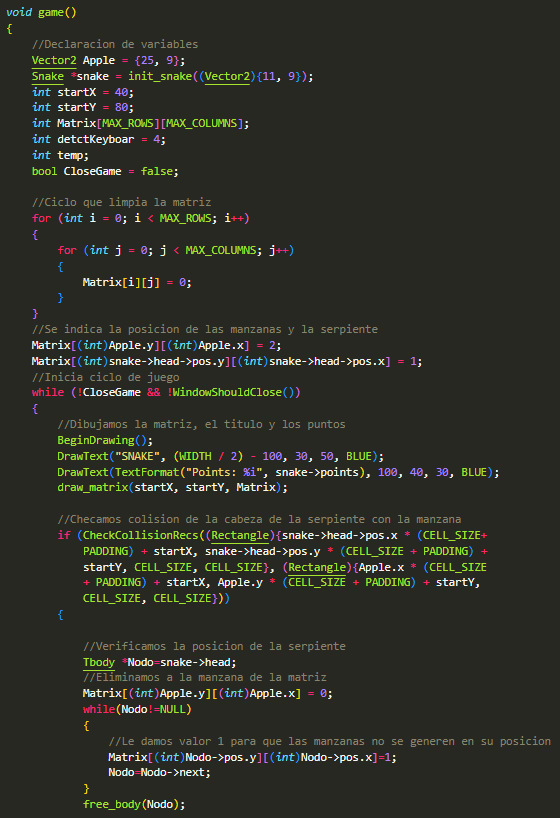 void game()
{
    //Declaracion de variables
    Vector2 Apple = {25, 9};
    Snake *snake = init_snake((Vector2){11, 9});
    int startX = 40;
    int startY = 80;
    int Matrix[MAX_ROWS][MAX_COLUMNS];
    int detctKeyboar = 4;
    int temp;
    bool CloseGame = false;

    //Ciclo que limpia la matriz
    for (int i = 0; i < MAX_ROWS; i++)
    {
        for (int j = 0; j < MAX_COLUMNS; j++)
        {
            Matrix[i][j] = 0;
        }
    }
    //Se indica la posicion de las manzanas y la serpiente
    Matrix[(int)Apple.y][(int)Apple.x] = 2;
    Matrix[(int)snake->head->pos.y][(int)snake->head->pos.x] = 1;
    //Inicia ciclo de juego
    while (!CloseGame && !WindowShouldClose())
    {
        //Dibujamos la matriz, el titulo y los puntos
        BeginDrawing();
        DrawText("SNAKE", (WIDTH / 2) - 100, 30, 50, BLUE);
        DrawText(TextFormat("Points: %i", snake->points), 100, 40, 30, BLUE);
        draw_matrix(startX, startY, Matrix);

        //Checamos colision de la cabeza de la serpiente con la manzana
        if (CheckCollisionRecs((Rectangle){snake->head->pos.x * (CELL_SIZE+
            PADDING) + startX, snake->head->pos.y * (CELL_SIZE + PADDING) +
            startY, CELL_SIZE, CELL_SIZE}, (Rectangle){Apple.x * (CELL_SIZE
            + PADDING) + startX, Apple.y * (CELL_SIZE + PADDING) + startY,
            CELL_SIZE, CELL_SIZE}))
        {

            //Verificamos la posicion de la serpiente
            Tbody *Nodo=snake->head;
            //Eliminamos a la manzana de la matriz
            Matrix[(int)Apple.y][(int)Apple.x] = 0;
            while(Nodo!=NULL)
            {
                //Le damos valor 1 para que las manzanas no se generen en su posicion
                Matrix[(int)Nodo->pos.y][(int)Nodo->pos.x]=1;
                Nodo=Nodo->next;
            }
            free_body(Nodo);